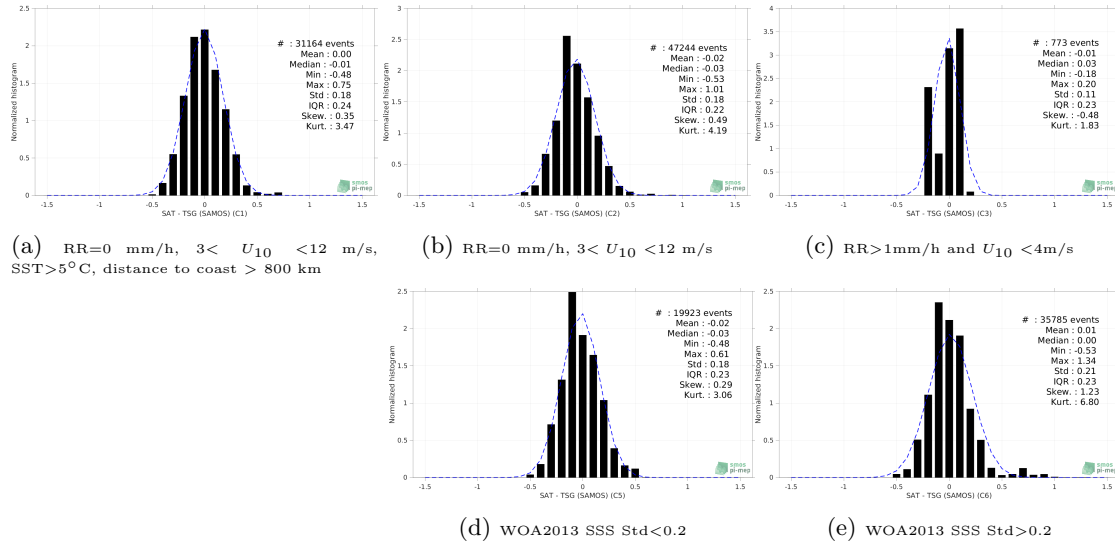 2.5
2
1.5
1
0.5
0
Normalized histogram
# : 31164 events
Mean : 0.00
Median : -0.01
Min : -0.48
Max : 0.75
Std : 0.18
IQR : 0.24
Skew. : 0.35
Kurt. : 3.47
smos
pi-mep
-1.5 -1 -0.5 0 0.5 1 1.5
SAT - TSG (SAMOS) (C1)
(a) RR=0 mm/h, 3< U10 <12 m/s,
SST>5°C, distance to coast > 800 km
3
2.5
2
1.5
1
0.5
0
Normalized histogram
# : 47244 events
Mean : -0.02
Median : -0.03
Min : -0.53
Max : 1.01
Std : 0.18
IQR : 0.22
Skew. : 0.49
Kurt. : 4.19
smos
pi-mep
-1.5 -1 -0.5 0 0.5 1 1.5
SAT - TSG (SAMOS) (C2)
(b) RR=0 mm/h, 3< U10 <12 m/s
4
3.5
3
2.5
2
1.5
1
0.5
0
Normalized histogram
# : 773 events
Mean : -0.01
Median : 0.03
Min : -0.18
Max : 0.20
Std : 0.11
IQR : 0.23
Skew. : -0.48
Kurt. : 1.83
smos
pi-mep
-1.5 -1 -0.5 0 0.5 1 1.5
SAT - TSG (SAMOS) (C3)
(c) RR>1mm/h and U10 <4m/s
2.5
2
1.5
1
0.5
0
Normalized histogram
# : 19923 events
Mean : -0.02
Median : -0.03
Min : -0.48
Max : 0.61
Std : 0.18
IQR : 0.23
Skew. : 0.29
Kurt. : 3.06
smos
pi-mep
-1.5 -1 -0.5 0 0.5 1 1.5
SAT - TSG (SAMOS) (C5)
(d) WOA2013 SSS Std<0.2
2.5
2
1.5
1
0.5
0
Normalized histogram
# : 35785 events
Mean : 0.01
Median : 0.00
Min : -0.53
Max : 1.34
Std : 0.21
IQR : 0.23
Skew. : 1.23
Kurt. : 6.80
smos
pi-mep
-1.5 -1 -0.5 0 0.5 1 1.5
SAT - TSG (SAMOS) (C6)
(e) WOA2013 SSS Std>0.2